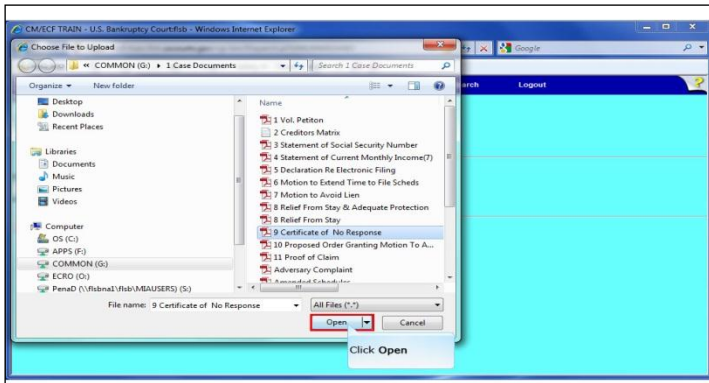 CM/ECF TRAIN - U.S. Bankruptcy Court:flsb - Windows Internet Explorer
Choose File to Upload
« COMMON (G:) ▸ 1 Case Documents
Search 1 Case Documents
Google
Organize
New folder
arch
Logout
Desktop
Downloads
Recent Places
Libraries
Documents
Music
Pictures
Videos
Computer
OS (C:)
APPS (F:)
COMMON (G:)
ECRO (O:)
PenaD (\\flsbna1\flsb\MIAUSERS) (S:)
Name
1 Vol. Petiton
2 Creditors Matrix
3 Statement of Social Security Number
4 Statement of Current Monthly Income(7)
5 Declaration Re Electronic Filing
6 Motion to Extend Time to File Scheds
7 Motion to Avoid Lien
8 Relief From Stay & Adequate Protection
8 Relief From Stay
9 Certificate of No Response
10 Proposed Order Granting Motion To A...
11 Proof of Claim
Adversary Complaint
Amended Schedules
File name: 9 Certificate of No Response
All Files (*.*)
Open
Cancel
Click Open